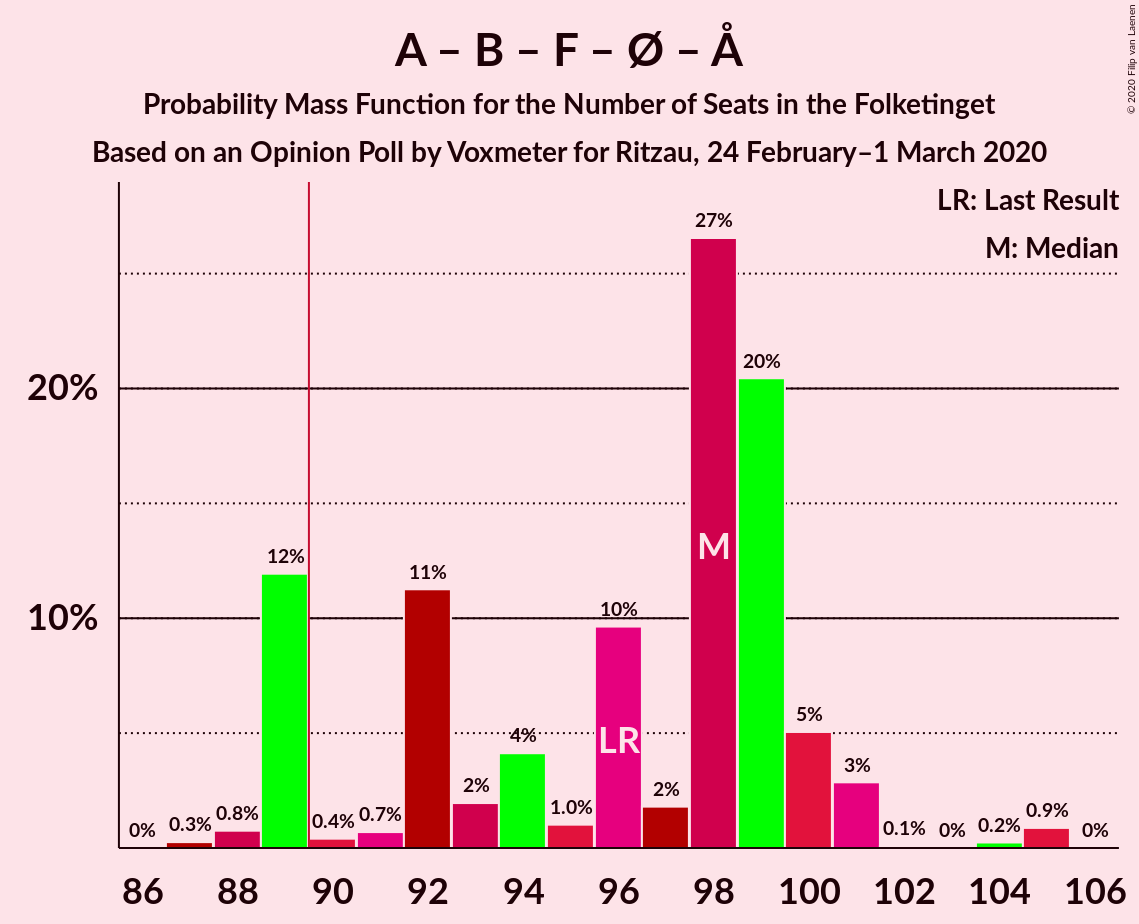 A – B – F – Ø – Å
Probability Mass Function for the Number of Seats in the Folketinget
Based on an Opinion Poll by Voxmeter for Ritzau, 24 February–1 March 2020
© 2020 Filip van Laenen
LR: Last Result
M: Median
20%
10%
0%
0.3%
0.8%
12%
0.4%
0.7%
11%
2%
4%
1.0%
10%
2%
27%
20%
5%
3%
0.1%
0%
0.2%
0.9%
0%
LR
M
86 88 90 92 94 96 98 100 102 104 106